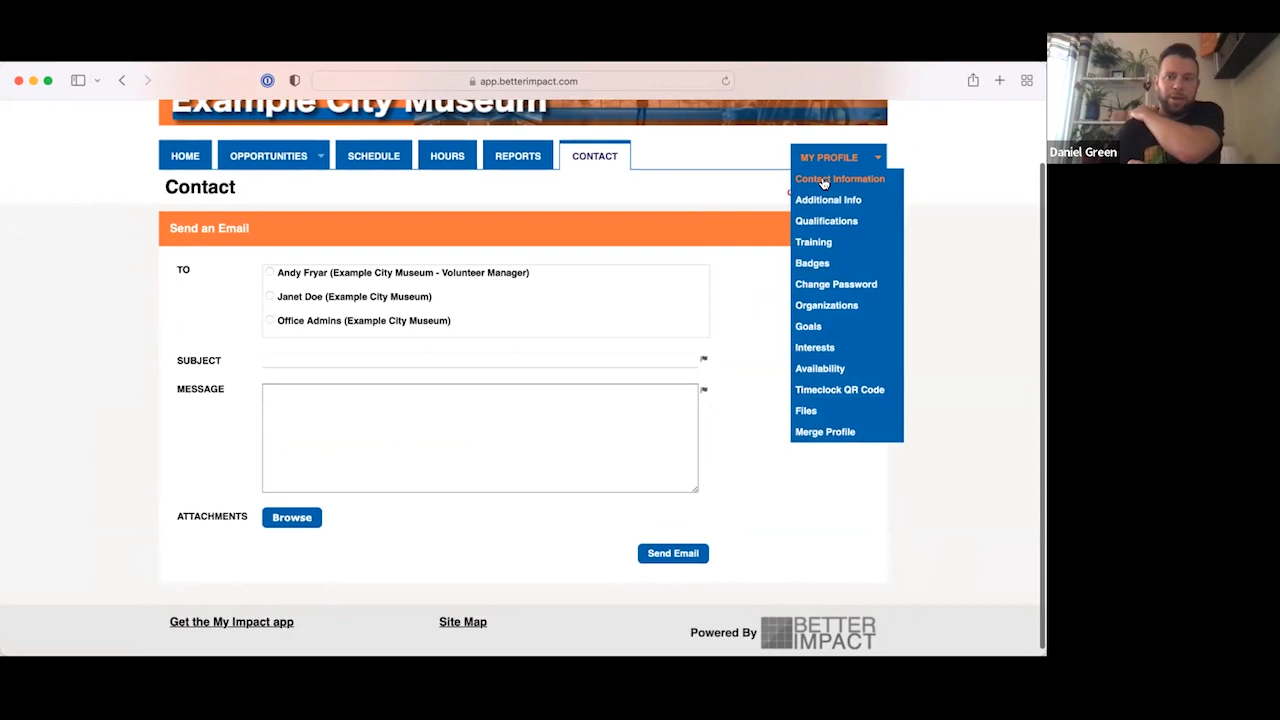 app.betterimpact.com
Daniel Green
Example City Museum
HOME
OPPORTUNITIES
SCHEDULE
HOURS
REPORTS
CONTACT
MY PROFILE
Contact Information
Additional Info
Qualifications
Training
Badges
Change Password
Organizations
Goals
Interests
Availability
Timeclock QR Code
Files
Merge Profile
Contact
Send an Email
TO
Andy Fryar (Example City Museum - Volunteer Manager)
Janet Doe (Example City Museum)
Office Admins (Example City Museum)
SUBJECT
MESSAGE
ATTACHMENTS
Browse
Send Email
Get the My Impact app
Site Map
Powered By
BETTER
IMPACT